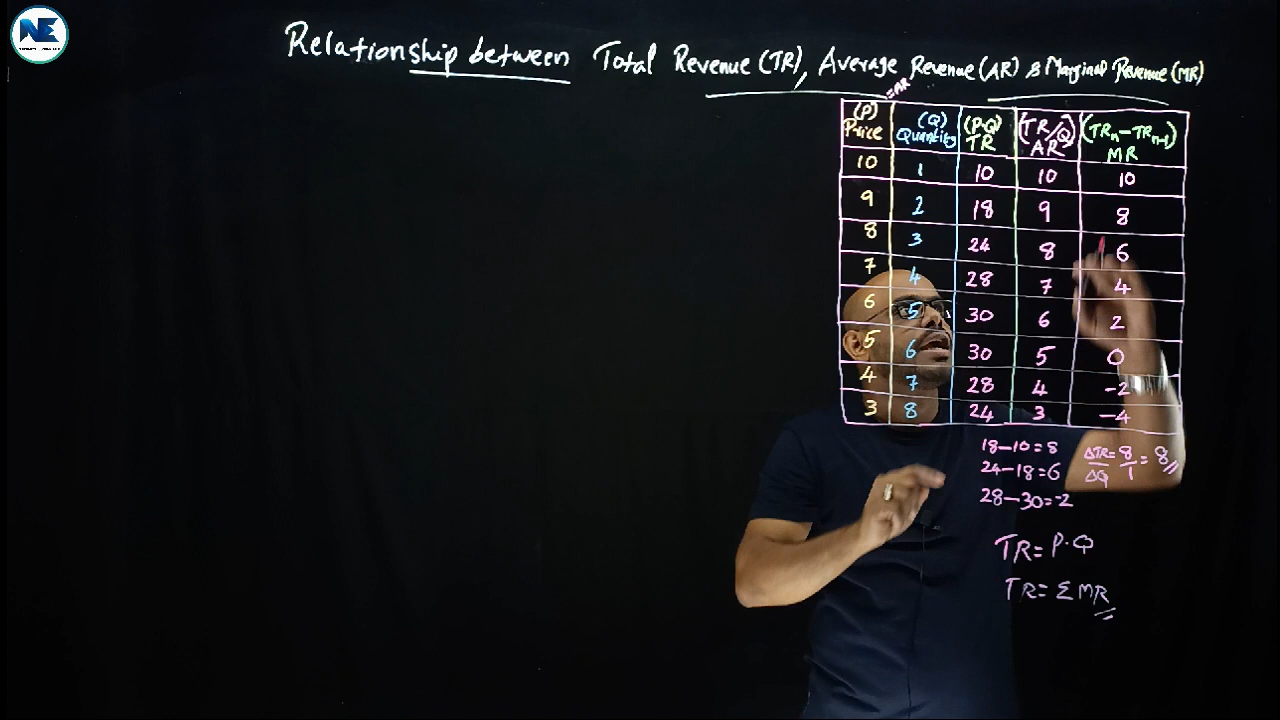 NE
Relationship between Total Revenue (TR), Average Revenue (AR) & Marginal Revenue (MR)
=AR
(P) (Q) (P·Q) (TR/Q) (TRn-TRn-1)
Price Quantity TR AR MR
10 1 10 10 10
9 2 18 9 8
8 3 24 8 6
7 4 28 7 4
6 5 30 6 2
5 6 30 5 0
4 7 28 4 -2
3 8 24 3 -4
18-10=8
24-18=6
28-30=-2
ΔTR/ΔQ = 8/1 = 8
TR= P·Q
TR= Σ MR